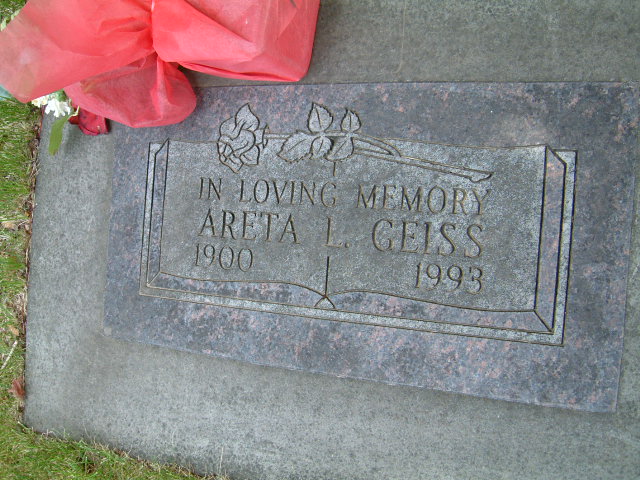 IN LOVING MEMORY
ARETA L. GEISS
1900 1993